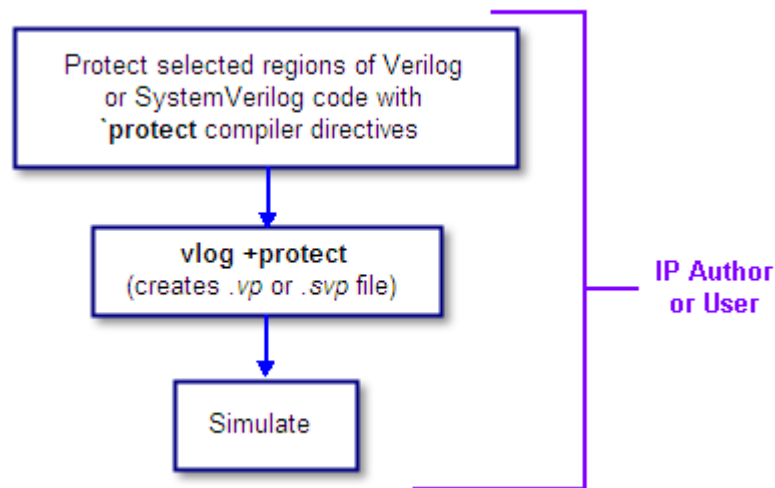 Protect selected regions of Verilog
or SystemVerilog code with
`protect compiler directives
vlog +protect
(creates .vp or .svp file)
Simulate
IP Author
or User